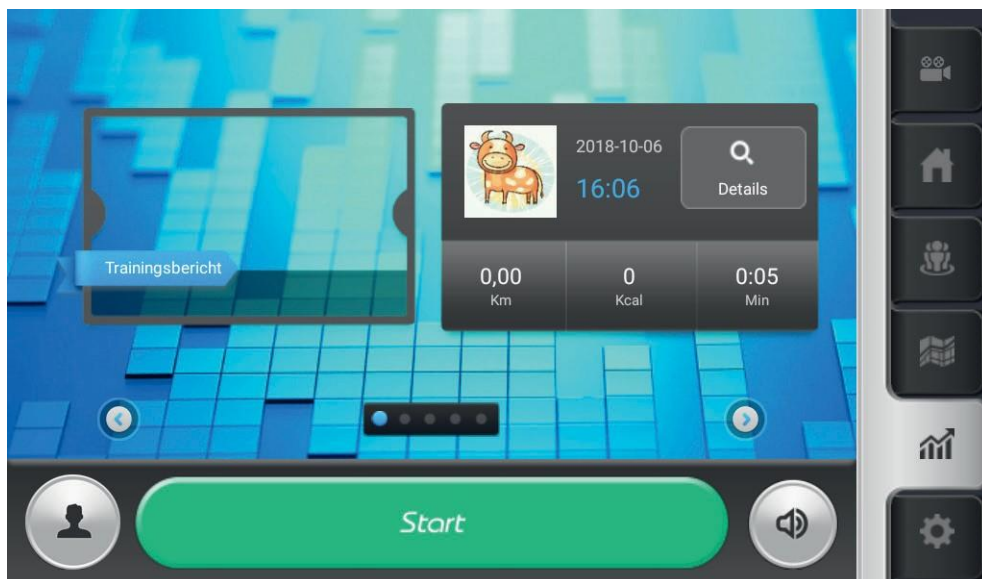 Trainingsbericht
2018-10-06
16:06
Details
0,00
Km
0
Kcal
0:05
Min
Start